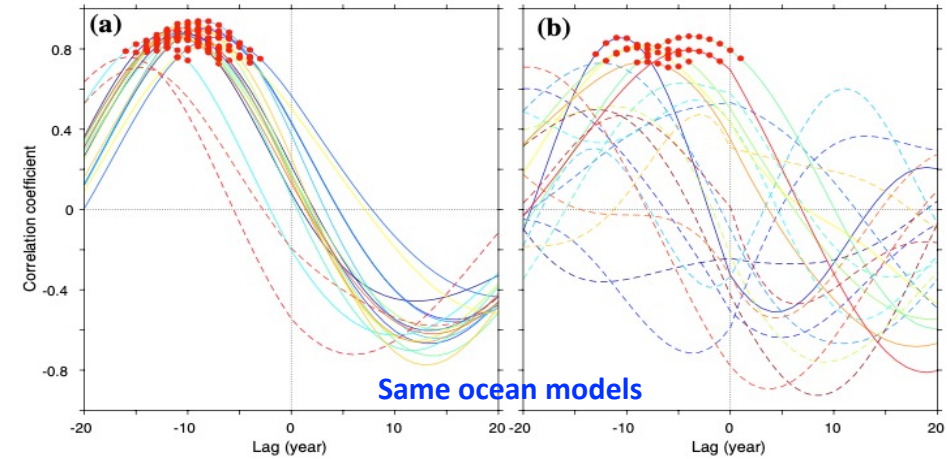 (a)
(b)
0.8
0.4
0
-0.4
-0.8
Correlation coefficient
Same ocean models
-20 -10 0 10 20 -20 -10 0 10 20
Lag (year) Lag (year)